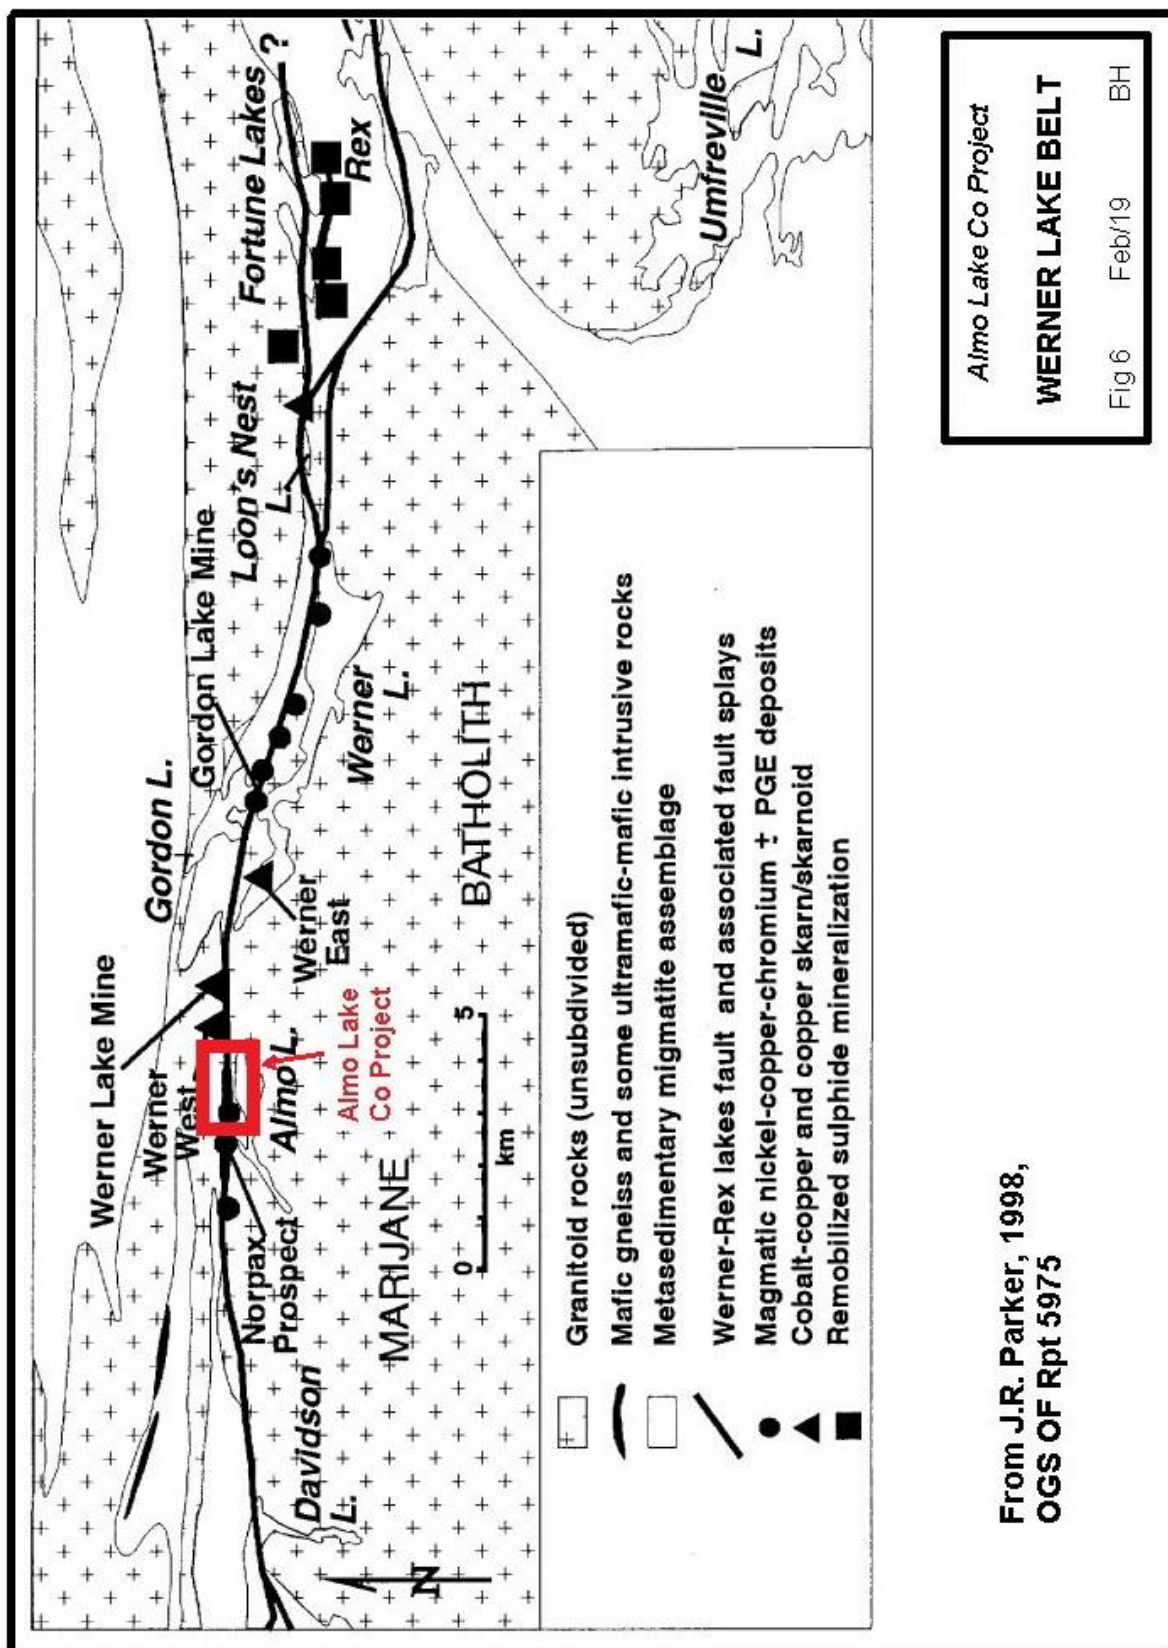 Fortune Lakes ?
Rex
Loon's Nest
L.
Umfreville
L.
Gordon Lake Mine
Gordon L.
Werner
L.
Werner Lake Mine
Werner
West
Werner
East
Almo L.
Almo Lake
Co Project
Norpax
Prospect
Davidson
L.
MARIJANE
BATHOLITH
0
5
km
N
Granitoid rocks (unsubdivided)
Mafic gneiss and some ultramafic-mafic intrusive rocks
Metasedimentary migmatite assemblage
Werner-Rex lakes fault and associated fault splays
Magmatic nickel-copper-chromium ± PGE deposits
Cobalt-copper and copper skarn/skarnoid
Remobilized sulphide mineralization
From J.R. Parker, 1998,
OGS OF Rpt 5975
Almo Lake Co Project
WERNER LAKE BELT
Fig 6 Feb/19 BH